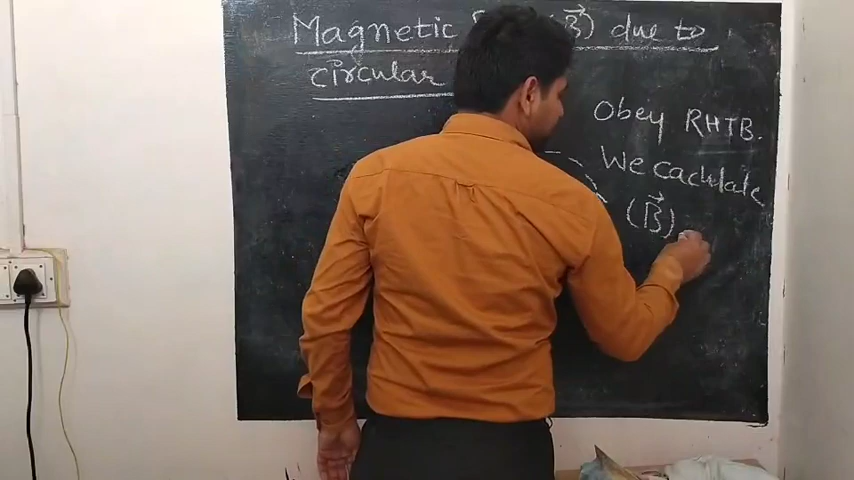 Magnetic (B⃗) due to
circular
Obey RHTB.
We caculate
(B⃗)